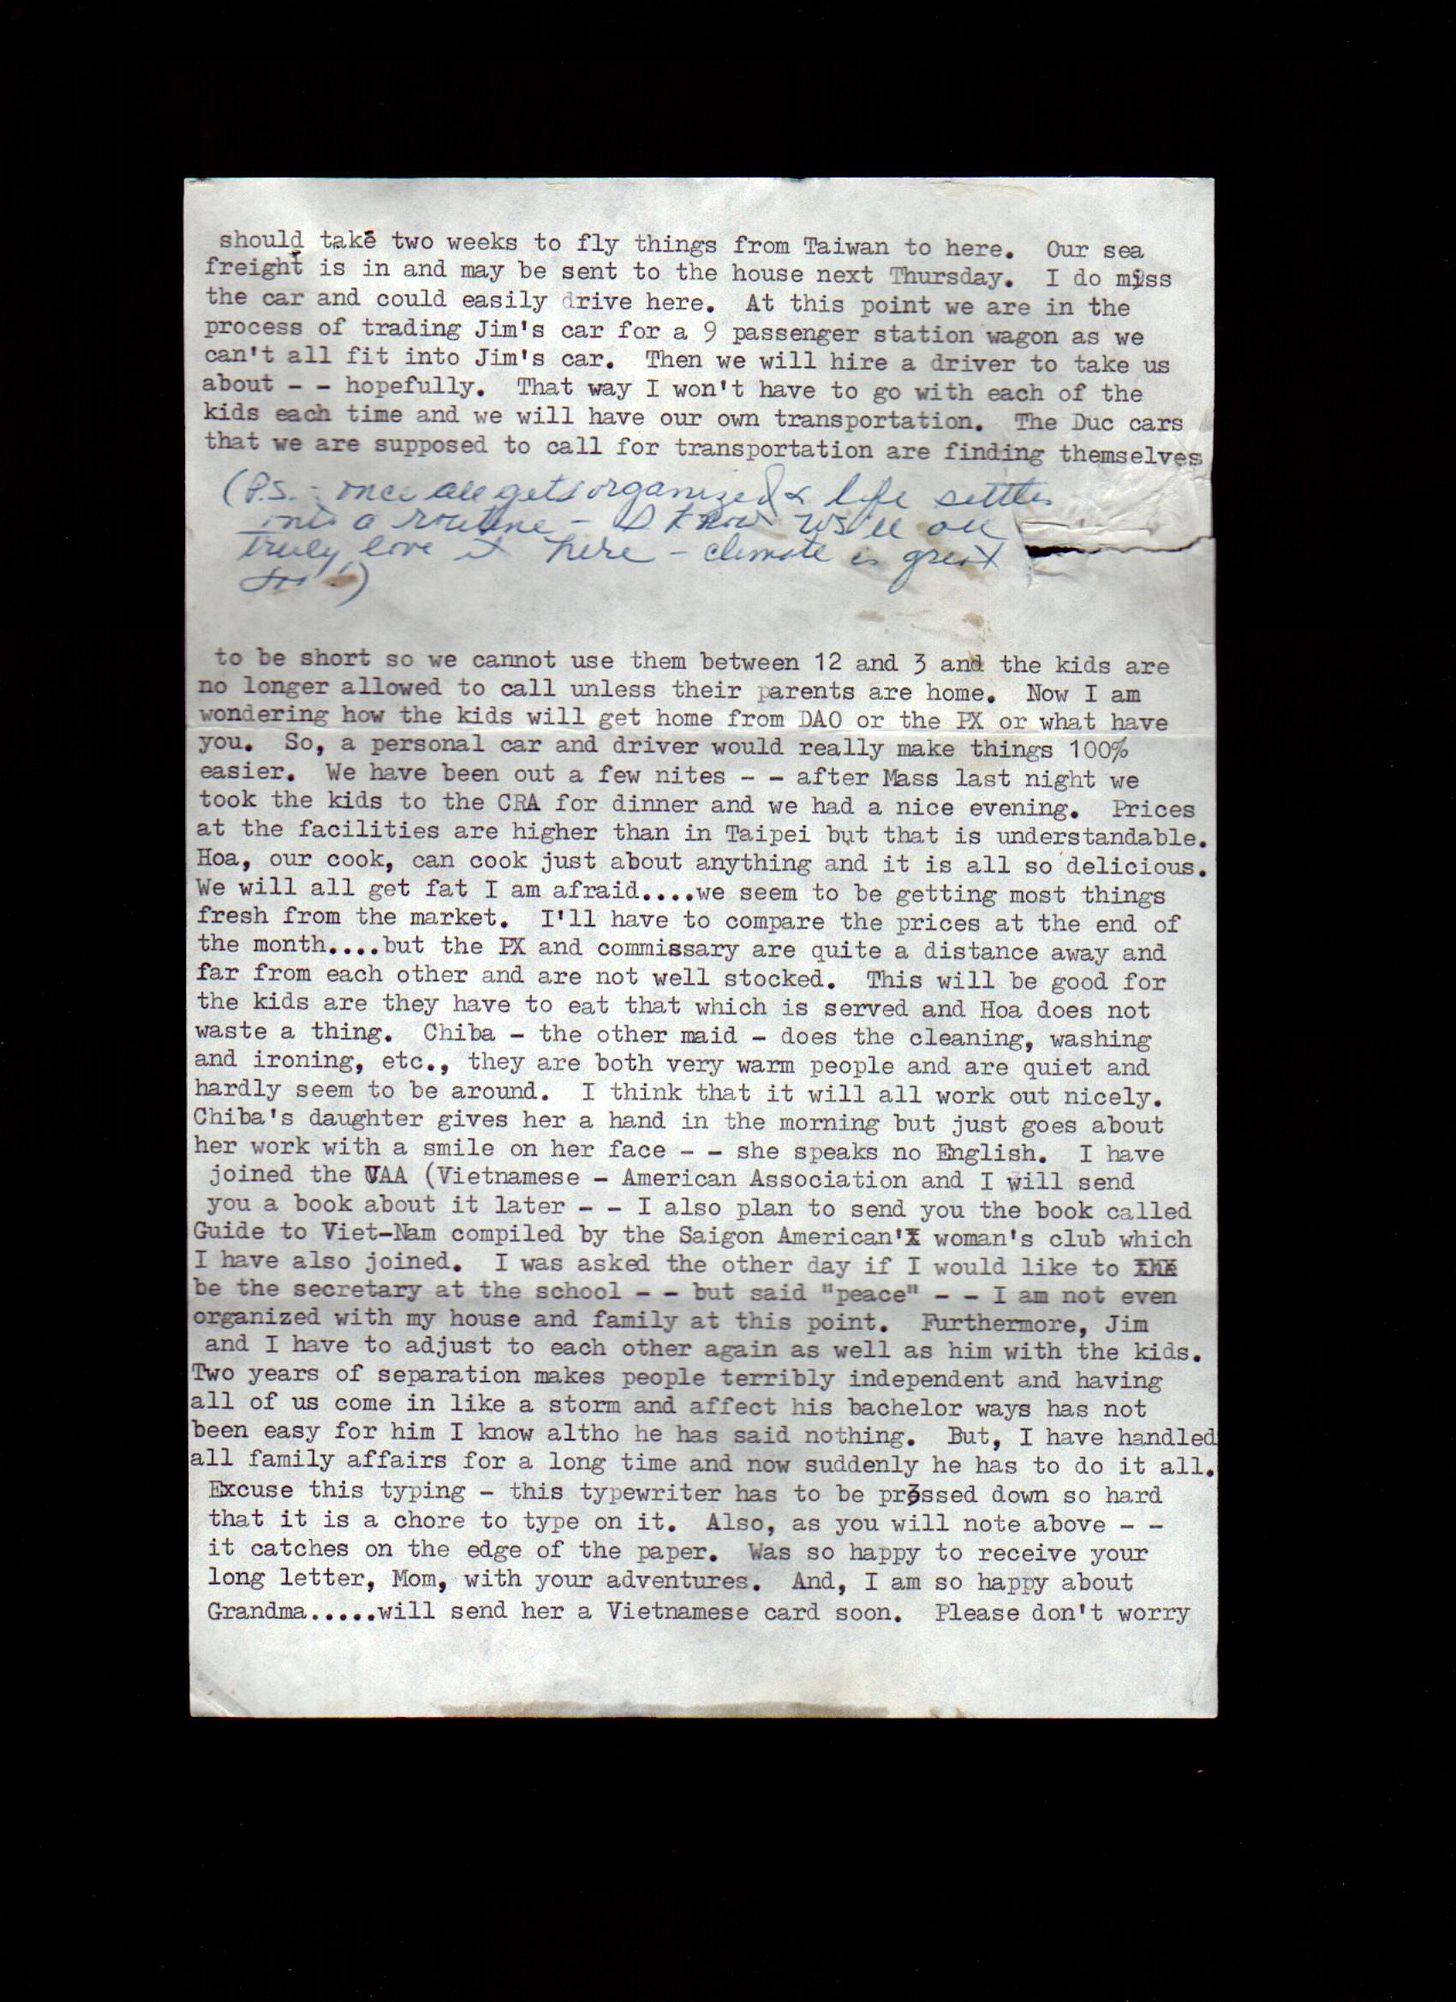 should take two weeks to fly things from Taiwan to here.  Our sea
freight is in and may be sent to the house next Thursday.  I do miss
the car and could easily drive here.  At this point we are in the
process of trading Jim's car for a 9 passenger station wagon as we
can't all fit into Jim's car.  Then we will hire a driver to take us
about - - hopefully.  That way I won't have to go with each of the
kids each time and we will have our own transportation.  The Duc cars
that we are supposed to call for transportation are finding themselves
(P.S. - once all gets organized & life settles
into a routine - I know we'll all
truly love it here - climate is great
too!)
to be short so we cannot use them between 12 and 3 and the kids are
no longer allowed to call unless their parents are home.  Now I am
wondering how the kids will get home from DAO or the PX or what have
you.  So, a personal car and driver would really make things 100%
easier.  We have been out a few nites - - after Mass last night we
took the kids to the CRA for dinner and we had a nice evening.  Prices
at the facilities are higher than in Taipei but that is understandable.
Hoa, our cook, can cook just about anything and it is all so delicious.
We will all get fat I am afraid....we seem to be getting most things
fresh from the market.  I'll have to compare the prices at the end of
the month....but the PX and commissary are quite a distance away and
far from each other and are not well stocked.  This will be good for
the kids are they have to eat that which is served and Hoa does not
waste a thing.  Chiba - the other maid - does the cleaning, washing
and ironing, etc., they are both very warm people and are quiet and
hardly seem to be around.  I think that it will all work out nicely.
Chiba's daughter gives her a hand in the morning but just goes about
her work with a smile on her face - - she speaks no English.  I have
joined the VAA (Vietnamese - American Association and I will send
you a book about it later - - I also plan to send you the book called
Guide to Viet-Nam compiled by the Saigon American' woman's club which
I have also joined.  I was asked the other day if I would like to
be the secretary at the school - - but said "peace" - - I am not even
organized with my house and family at this point.  Furthermore, Jim
and I have to adjust to each other again as well as him with the kids.
Two years of separation makes people terribly independent and having
all of us come in like a storm and affect his bachelor ways has not
been easy for him I know altho he has said nothing.  But, I have handled
all family affairs for a long time and now suddenly he has to do it all.
Excuse this typing - this typewriter has to be pressed down so hard
that it is a chore to type on it.  Also, as you will note above - -
it catches on the edge of the paper.  Was so happy to receive your
long letter, Mom, with your adventures.  And, I am so happy about
Grandma.....will send her a Vietnamese card soon.  Please don't worry